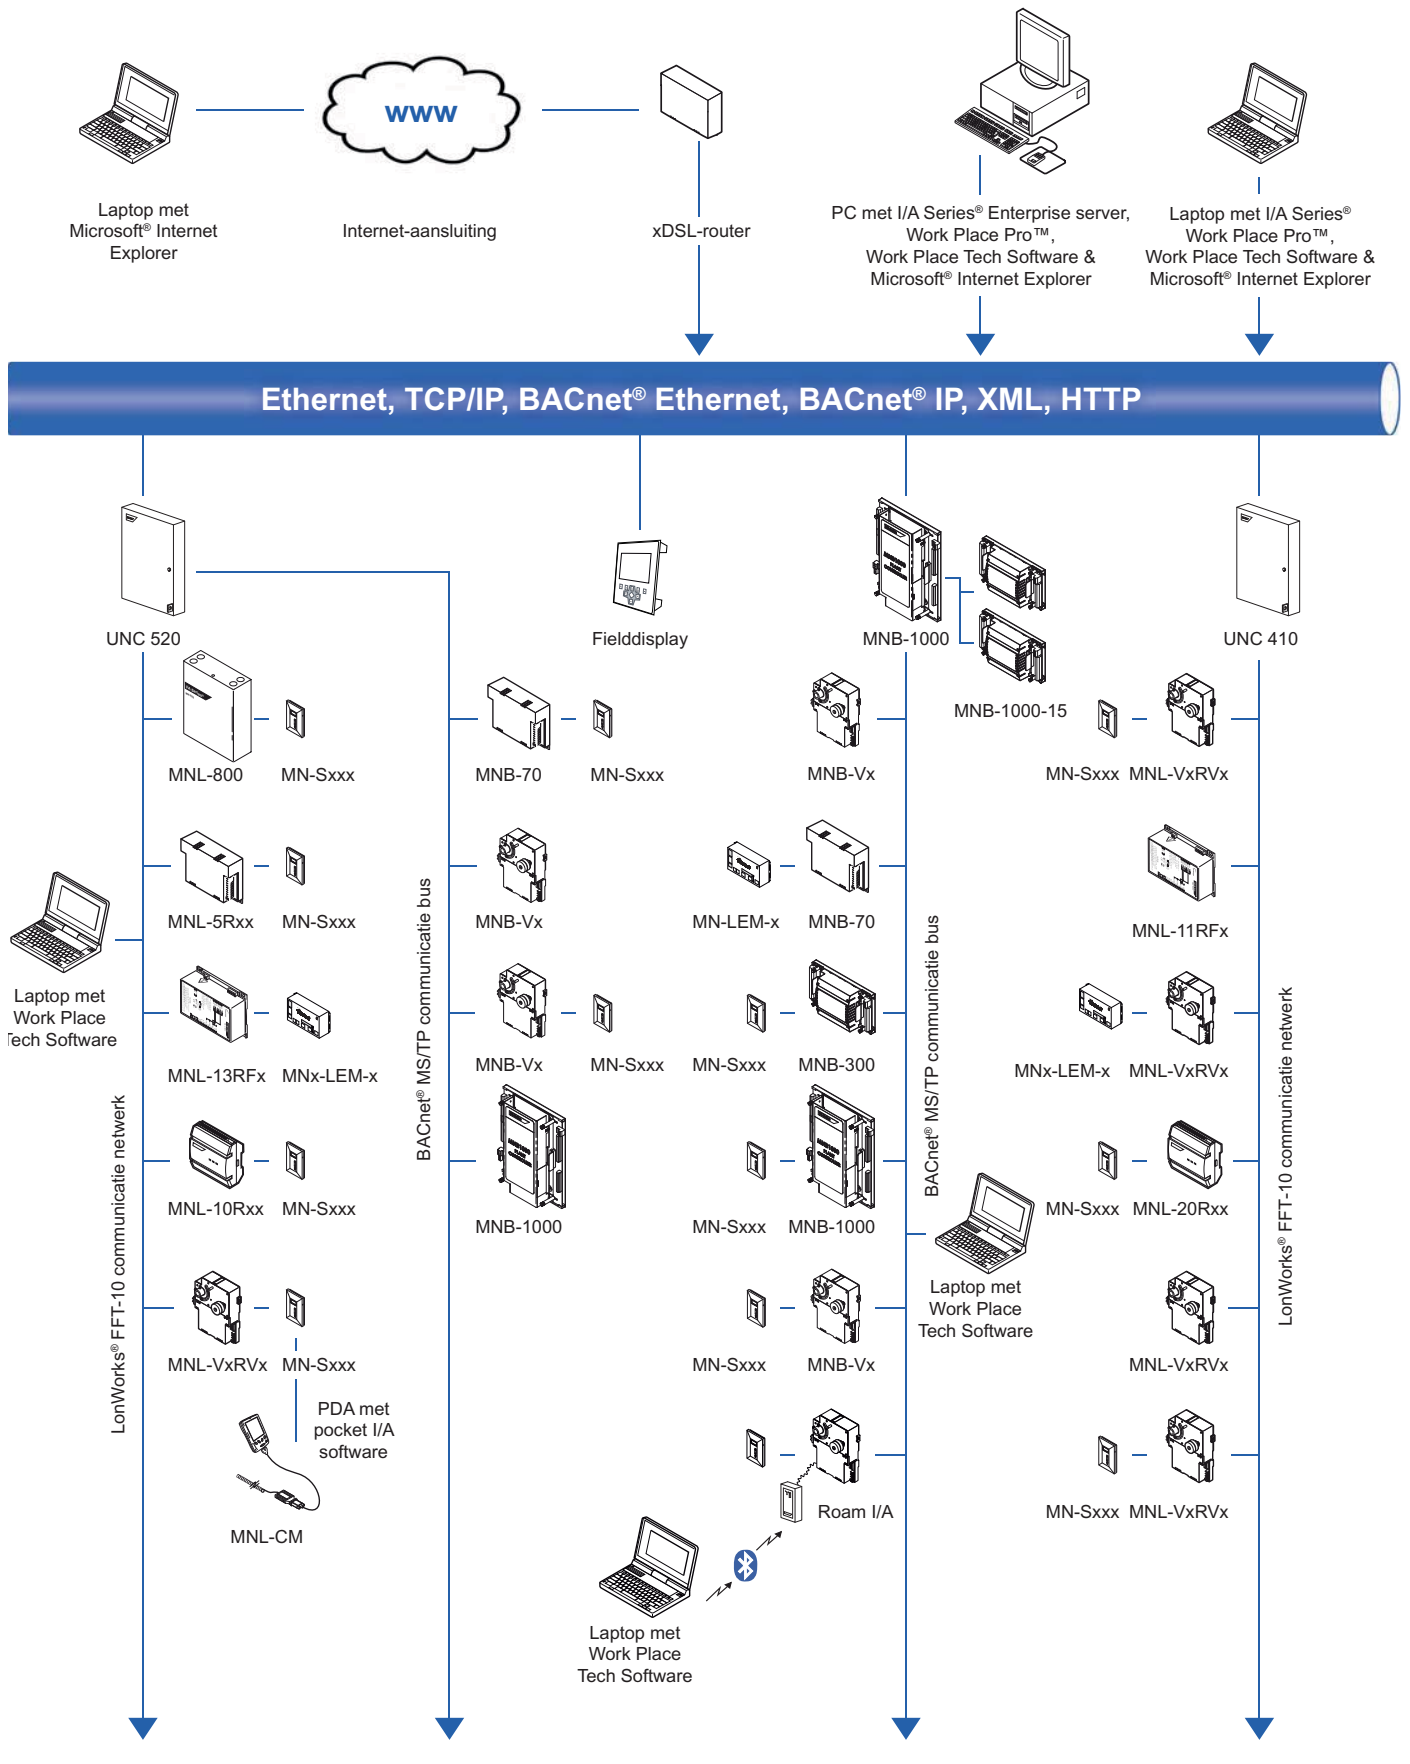 www
Laptop met
Microsoft® Internet
Explorer
Internet-aansluiting
xDSL-router
PC met I/A Series® Enterprise server,
Work Place Pro™,
Work Place Tech Software &
Microsoft® Internet Explorer
Laptop met I/A Series®
Work Place Pro™,
Work Place Tech Software &
Microsoft® Internet Explorer
Ethernet, TCP/IP, BACnet® Ethernet, BACnet® IP, XML, HTTP
UNC 520
Fielddisplay
MNB-1000
MNB-1000-15
UNC 410
MNL-800
MN-Sxxx
MNL-5Rxx
MN-Sxxx
Laptop met
Work Place
Tech Software
MNL-13RFx
MNx-LEM-x
MNL-10Rxx
MN-Sxxx
MNL-VxRVx
MN-Sxxx
PDA met
pocket I/A
software
MNL-CM
LonWorks® FFT-10 communicatie netwerk
MNB-70
MN-Sxxx
MNB-Vx
MNB-Vx
MN-Sxxx
MNB-1000
BACnet® MS/TP communicatie bus
MNB-Vx
MN-LEM-x
MNB-70
MN-Sxxx
MNB-300
MN-Sxxx
MNB-1000
MN-Sxxx
MNB-Vx
Roam I/A
Laptop met
Work Place
Tech Software
BACnet® MS/TP communicatie bus
Laptop met
Work Place
Tech Software
MN-Sxxx
MNL-VxRVx
MNL-11RFx
MNx-LEM-x
MNL-VxRVx
MN-Sxxx
MNL-20Rxx
MNL-VxRVx
MN-Sxxx
MNL-VxRVx
LonWorks® FFT-10 communicatie netwerk